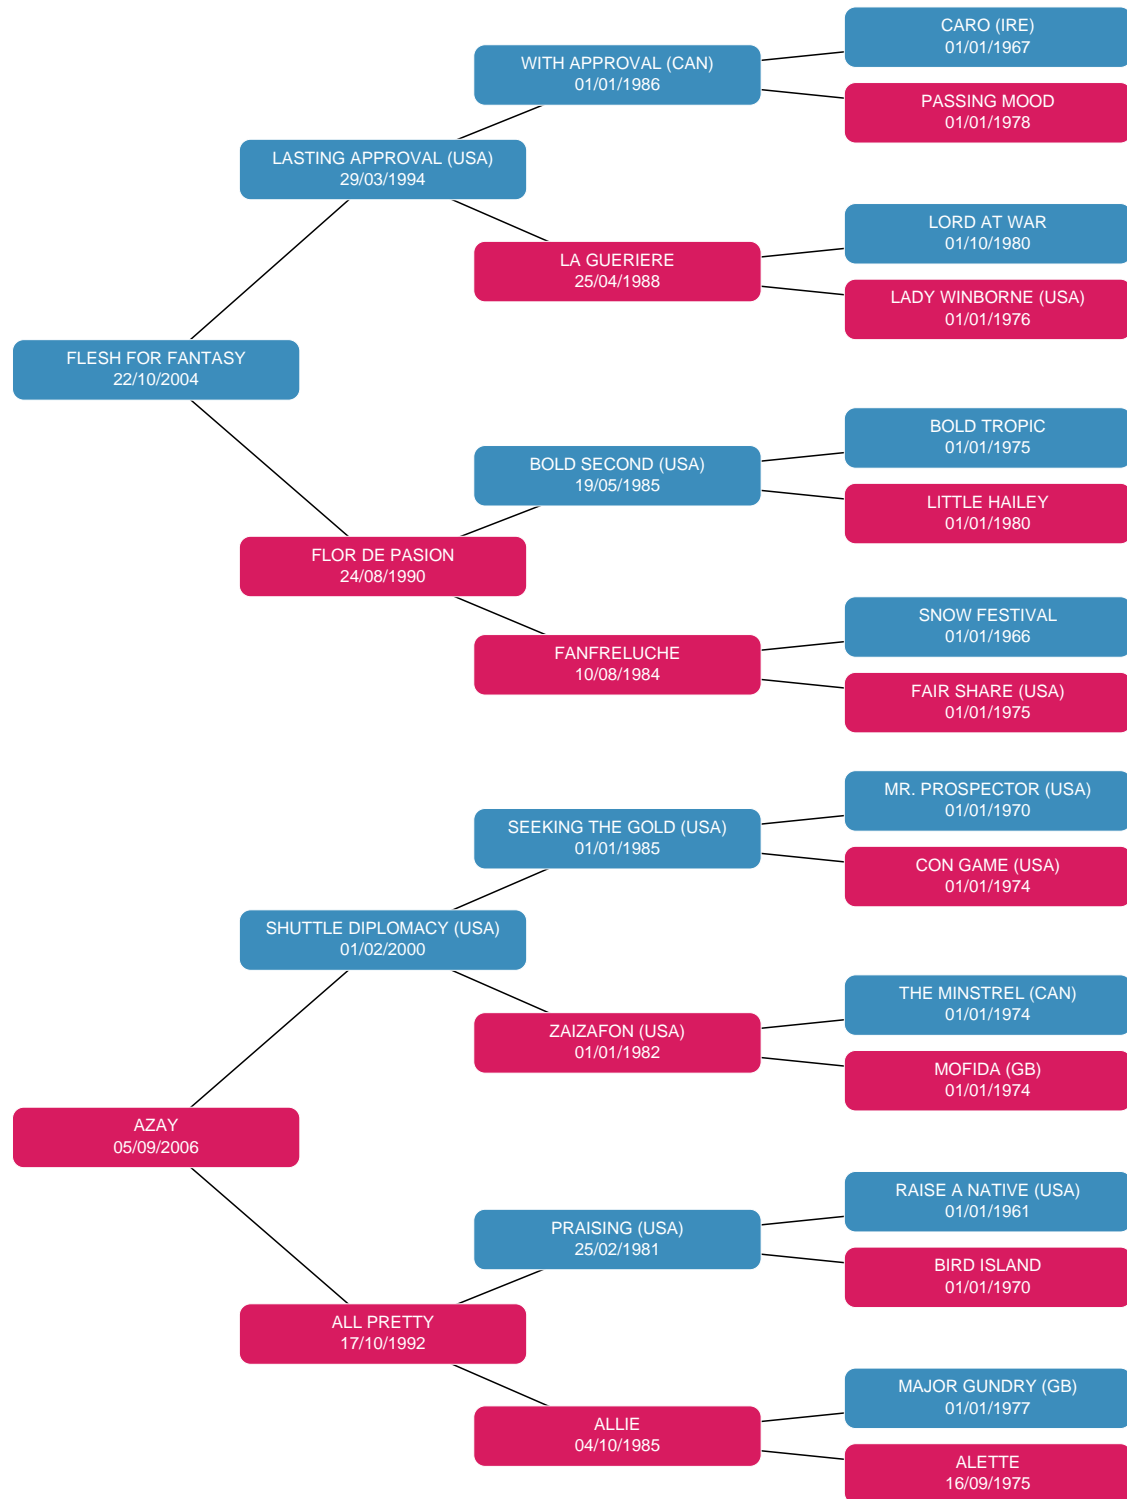 CARO (IRE)
01/01/1967
WITH APPROVAL (CAN)
01/01/1986
PASSING MOOD
01/01/1978
LASTING APPROVAL (USA)
29/03/1994
LORD AT WAR
01/10/1980
LA GUERIERE
25/04/1988
LADY WINBORNE (USA)
01/01/1976
FLESH FOR FANTASY
22/10/2004
BOLD TROPIC
01/01/1975
BOLD SECOND (USA)
19/05/1985
LITTLE HAILEY
01/01/1980
FLOR DE PASION
24/08/1990
SNOW FESTIVAL
01/01/1966
FANFRELUCHE
10/08/1984
FAIR SHARE (USA)
01/01/1975
MR. PROSPECTOR (USA)
01/01/1970
SEEKING THE GOLD (USA)
01/01/1985
CON GAME (USA)
01/01/1974
SHUTTLE DIPLOMACY (USA)
01/02/2000
THE MINSTREL (CAN)
01/01/1974
ZAIZAFON (USA)
01/01/1982
MOFIDA (GB)
01/01/1974
AZAY
05/09/2006
RAISE A NATIVE (USA)
01/01/1961
PRAISING (USA)
25/02/1981
BIRD ISLAND
01/01/1970
ALL PRETTY
17/10/1992
MAJOR GUNDRY (GB)
01/01/1977
ALLIE
04/10/1985
ALETTE
16/09/1975